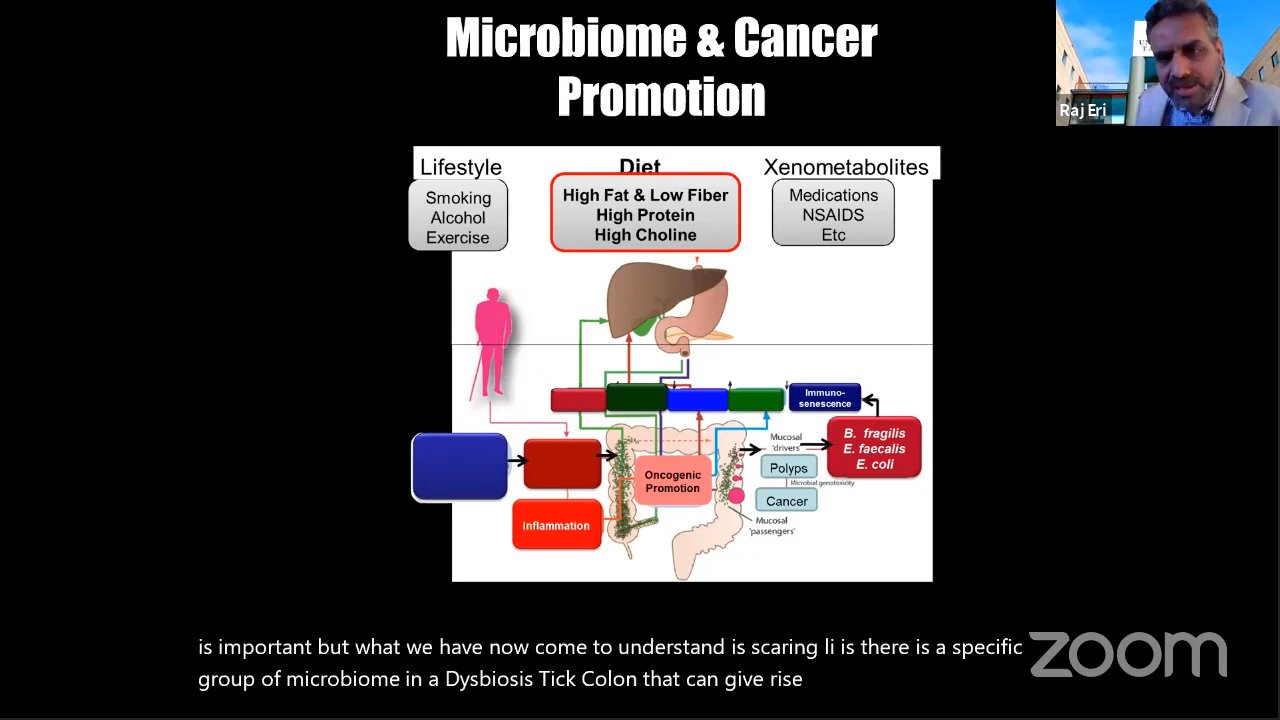 Microbiome & Cancer
Promotion
Raj Eri
Lifestyle
Diet
Xenometabolites
Smoking
Alcohol
Exercise
High Fat & Low Fiber
High Protein
High Choline
Medications
NSAIDS
Etc
Immuno-
senescence
B. fragilis
E. faecalis
E. coli
Mucosal
'drivers'
Polyps
Microbial genotoxicity
Cancer
Mucosal
'passengers'
Oncogenic
Promotion
Inflammation
is important but what we have now come to understand is scaring li is there is a specific
group of microbiome in a Dysbiosis Tick Colon that can give rise
zoom